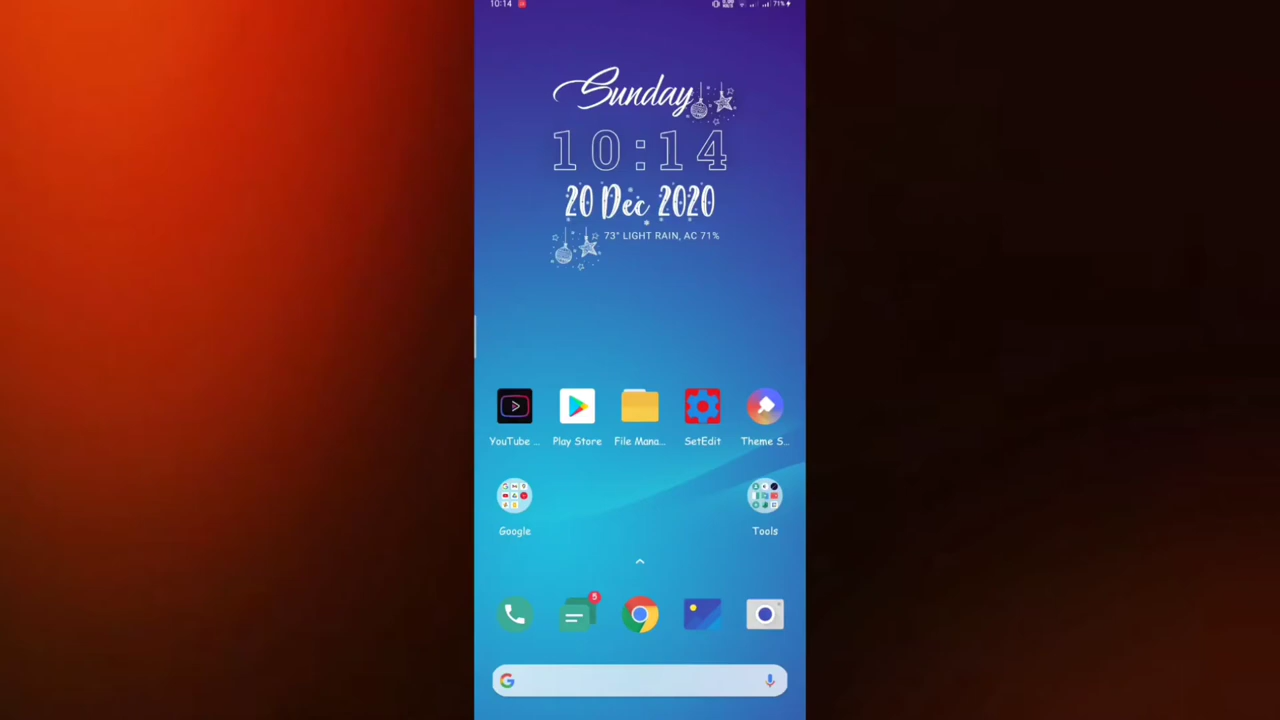 10:14 71%
Sunday
10:14
20 Dec 2020
73° LIGHT RAIN, AC 71%
YouTube ... Play Store File Mana... SetEdit Theme S...
Google Tools
5